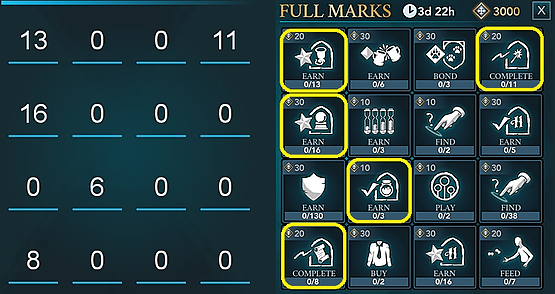 13 0 0 11
16 0 0 0
0 6 0 0
8 0 0 0
FULL MARKS 3d 22h 3000 X
20 30 30 20
EARN EARN BOND COMPLETE
0/13 0/6 0/3 0/11
30 10 10 30
EARN EARN FIND EARN
0/16 0/3 0/2 0/5
30 10 10 30
EARN EARN PLAY FIND
0/130 0/3 0/2 0/38
20 30 30 20
COMPLETE BUY EARN FEED
0/8 0/2 0/16 0/7